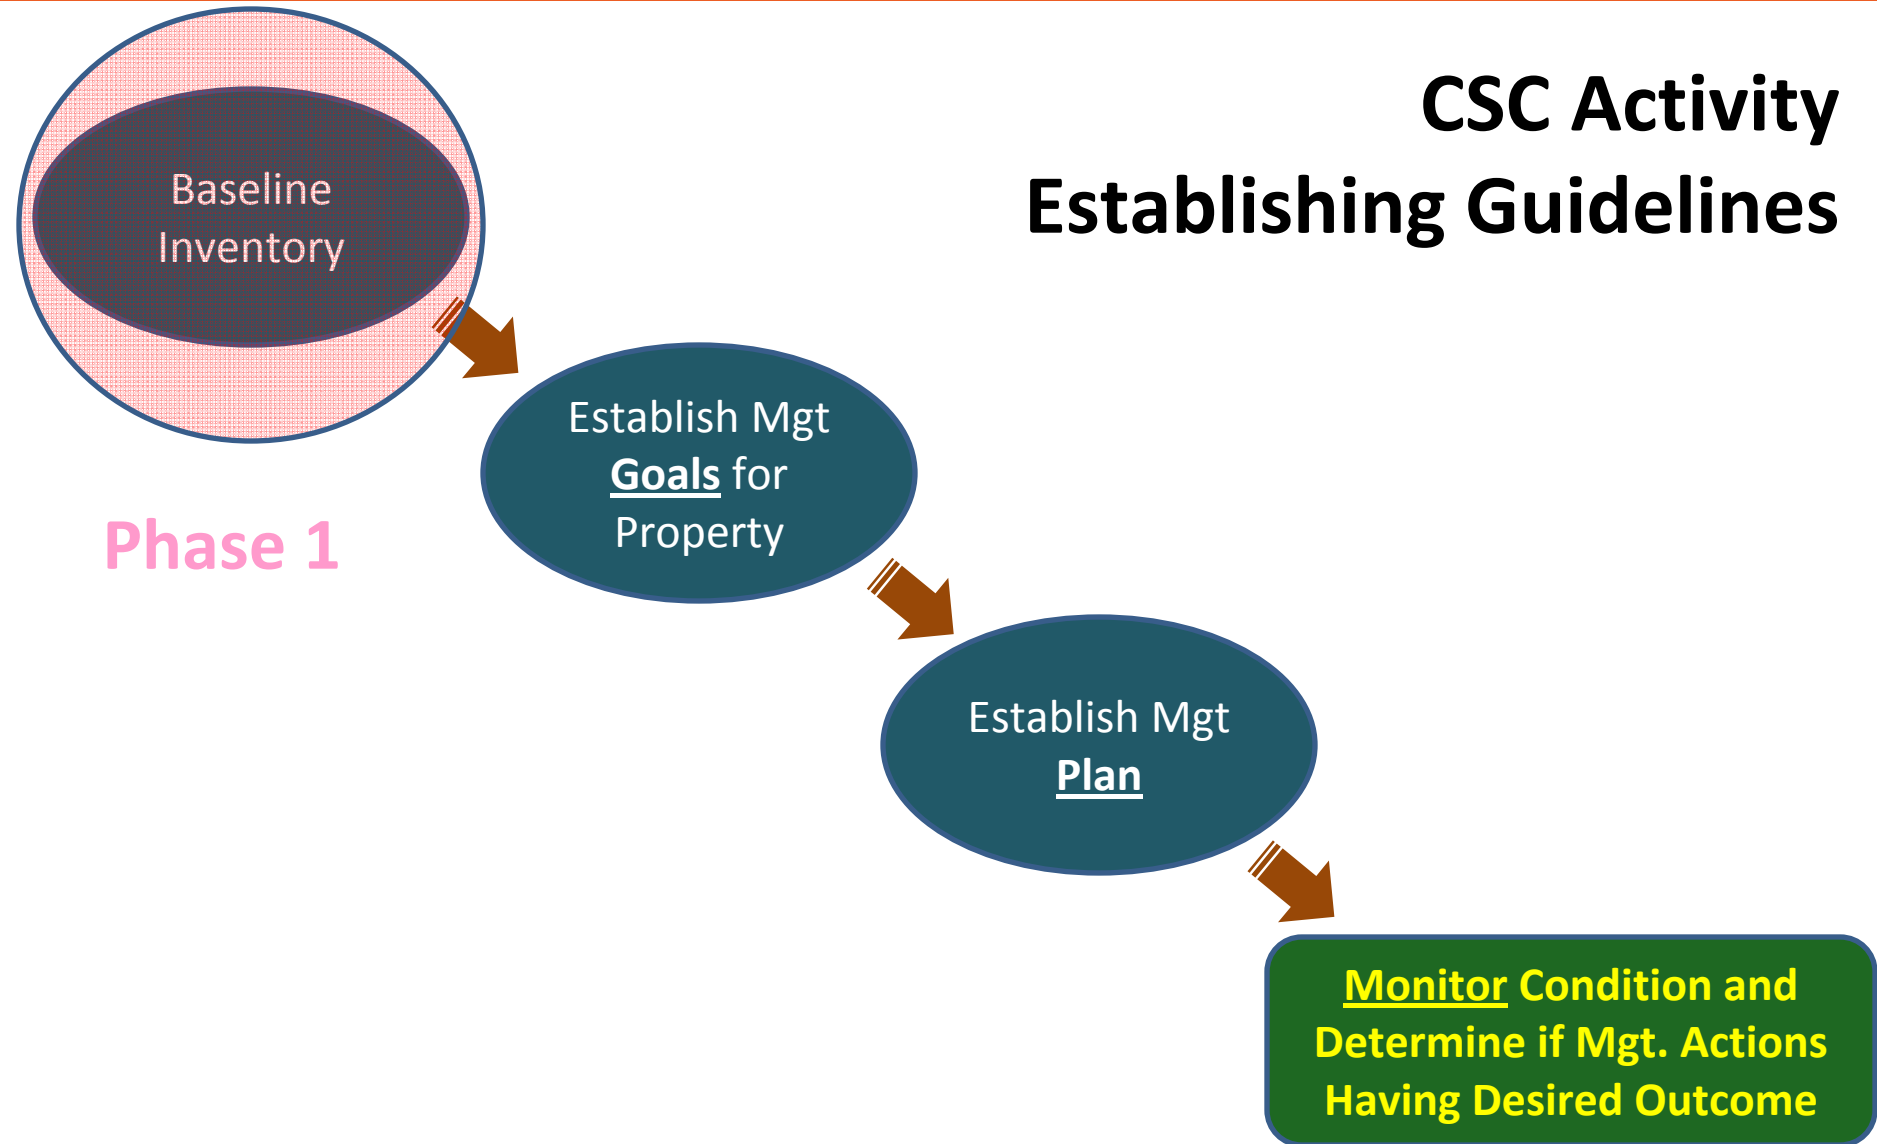 CSC Activity
Establishing Guidelines
Baseline
Inventory
Phase 1
Establish Mgt
Goals for
Property
Establish Mgt
Plan
Monitor Condition and
Determine if Mgt. Actions
Having Desired Outcome